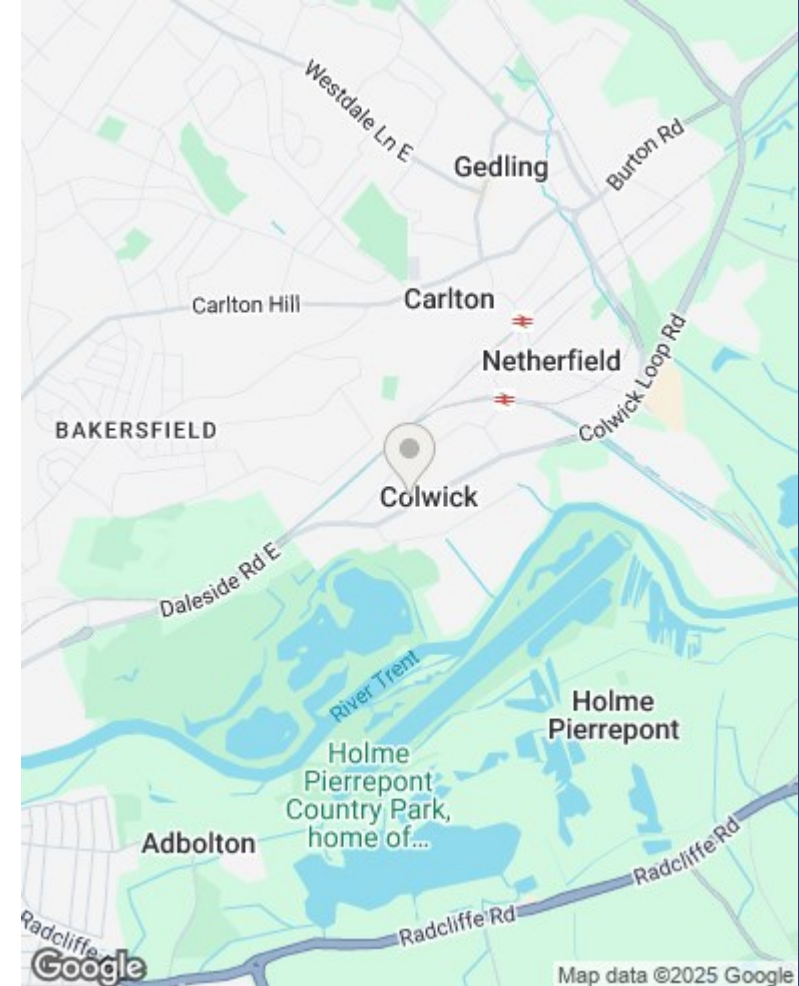 Westdale Ln E
Gedling
Burton Rd
Carlton Hill
Carlton
Netherfield
Colwick Loop Rd
BAKERSFIELD
Colwick
Daleside Rd E
River Trent
Holme
Pierrepont
Holme
Pierrepont
Country Park,
home of...
Adbolton
Radcliffe Rd
Radcliffe Rd
Radcliffe
Google
Map data ©2025 Google